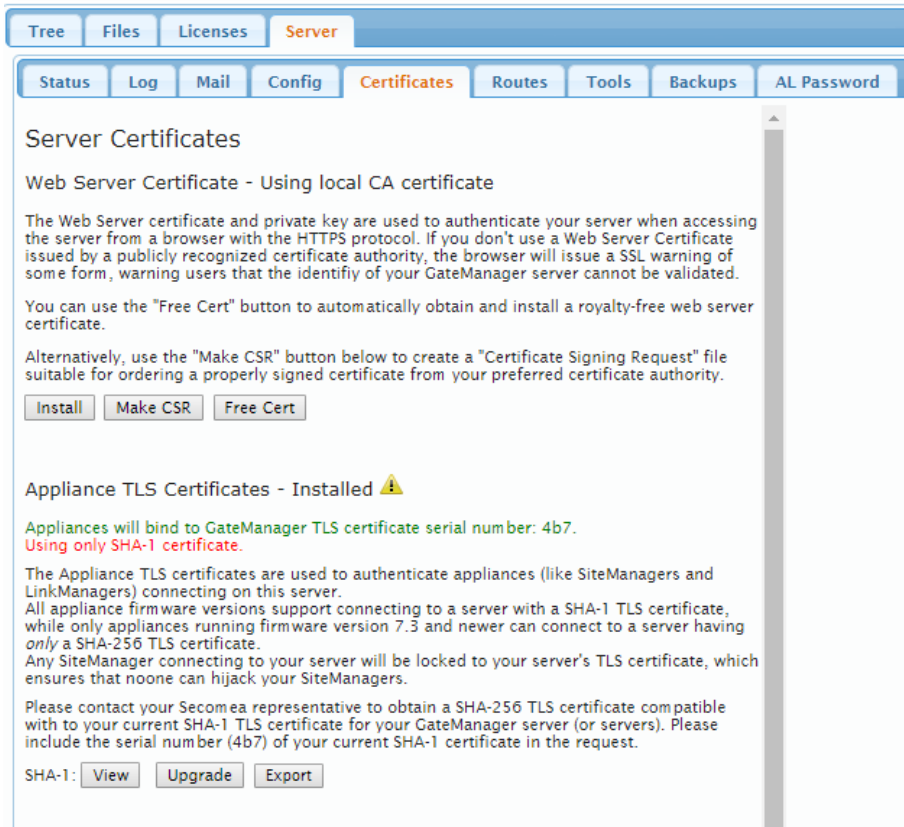 Tree Files Licenses Server
Status Log Mail Config Certificates Routes Tools Backups AL Password
Server Certificates
Web Server Certificate - Using local CA certificate
The Web Server certificate and private key are used to authenticate your server when accessing
the server from a browser with the HTTPS protocol. If you don't use a Web Server Certificate
issued by a publicly recognized certificate authority, the browser will issue a SSL warning of
some form, warning users that the identifiy of your GateManager server cannot be validated.
You can use the "Free Cert" button to automatically obtain and install a royalty-free web server
certificate.
Alternatively, use the "Make CSR" button below to create a "Certificate Signing Request" file
suitable for ordering a properly signed certificate from your preferred certificate authority.
Install Make CSR Free Cert
Appliance TLS Certificates - Installed
Appliances will bind to GateManager TLS certificate serial number: 4b7.
Using only SHA-1 certificate.
The Appliance TLS certificates are used to authenticate appliances (like SiteManagers and
LinkManagers) connecting on this server.
All appliance firmware versions support connecting to a server with a SHA-1 TLS certificate,
while only appliances running firmware version 7.3 and newer can connect to a server having
only a SHA-256 TLS certificate.
Any SiteManager connecting to your server will be locked to your server's TLS certificate, which
ensures that noone can hijack your SiteManagers.
Please contact your Secomea representative to obtain a SHA-256 TLS certificate compatible
with to your current SHA-1 TLS certificate for your GateManager server (or servers). Please
include the serial number (4b7) of your current SHA-1 certificate in the request.
SHA-1: View Upgrade Export